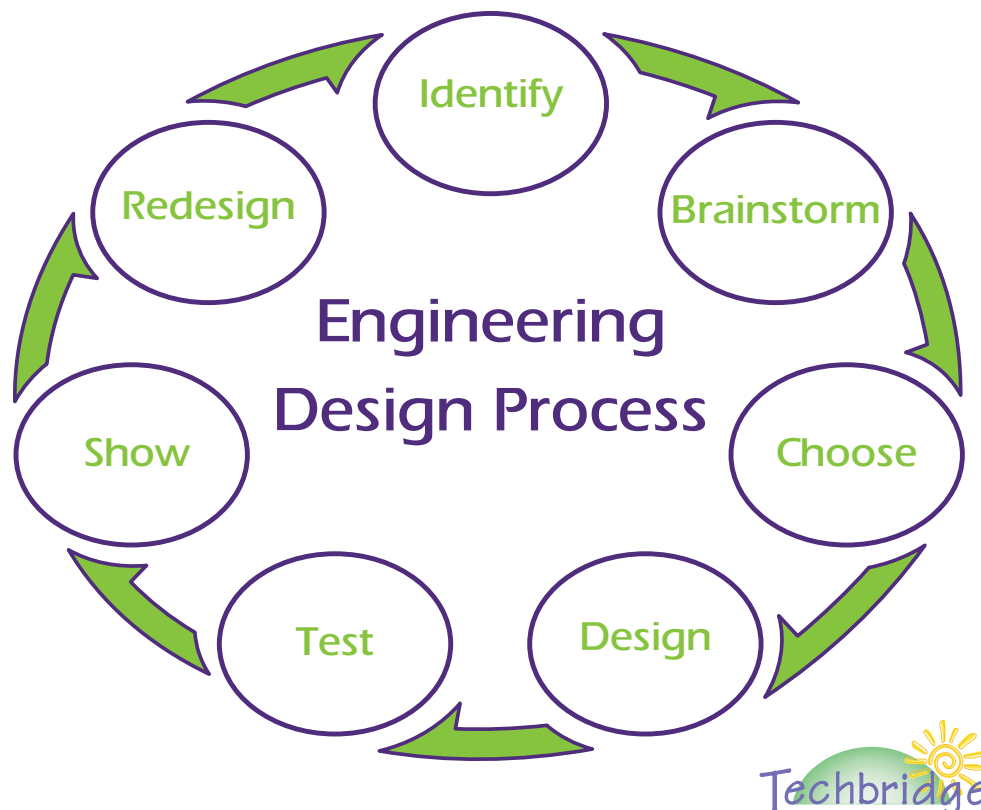 Identify
Brainstorm
Choose
Design
Test
Show
Redesign
Engineering
Design Process
Techbridge